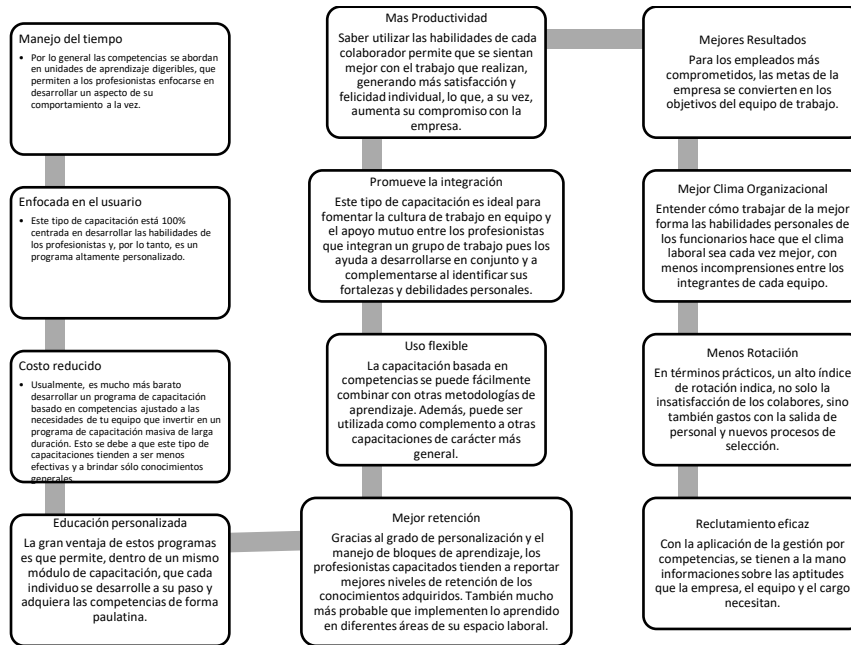 Manejo del tiempo
• Por lo general las competencias se abordan
en unidades de aprendizaje digeribles, que
permiten a los profesionistas enfocarse en
desarrollar un aspecto de su
comportamiento a la vez.
Enfocada en el usuario
• Este tipo de capacitación está 100%
centrada en desarrollar las habilidades de
los profesionistas y, por lo tanto, es un
programa altamente personalizado.
Costo reducido
• Usualmente, es mucho más barato
desarrollar un programa de capacitación
basado en competencias ajustado a las
necesidades de tu equipo que invertir en un
programa de capacitación masiva de larga
duración. Esto se debe a que este tipo de
capacitaciones tienden a ser menos
efectivas y a brindar sólo conocimientos
generales.
Educación personalizada
La gran ventaja de estos programas
es que permite, dentro de un mismo
módulo de capacitación, que cada
individuo se desarrolle a su paso y
adquiera las competencias de forma
paulatina.
Mejor retención
Gracias al grado de personalización y el
manejo de bloques de aprendizaje, los
profesionistas capacitados tienden a reportar
mejores niveles de retención de los
conocimientos adquiridos. También mucho
más probable que implementen lo aprendido
en diferentes áreas de su espacio laboral.
Uso flexible
La capacitación basada en
competencias se puede fácilmente
combinar con otras metodologías de
aprendizaje. Además, puede ser
utilizada como complemento a otras
capacitaciones de carácter más
general.
Promueve la integración
Este tipo de capacitación es ideal para
fomentar la cultura de trabajo en equipo y
el apoyo mutuo entre los profesionistas
que integran un grupo de trabajo pues los
ayuda a desarrollarse en conjunto y a
complementarse al identificar sus
fortalezas y debilidades personales.
Mas Productividad
Saber utilizar las habilidades de cada
colaborador permite que se sientan
mejor con el trabajo que realizan,
generando más satisfacción y
felicidad individual, lo que, a su vez,
aumenta su compromiso con la
empresa.
Mejores Resultados
Para los empleados más
comprometidos, las metas de la
empresa se convierten en los
objetivos del equipo de trabajo.
Mejor Clima Organizacional
Entender cómo trabajar de la mejor
forma las habilidades personales de
los funcionarios hace que el clima
laboral sea cada vez mejor, con
menos incomprensiones entre los
integrantes de cada equipo.
Menos Rotaciión
En términos prácticos, un alto índice
de rotación indica, no solo la
insatisfacción de los colabores, sino
también gastos con la salida de
personal y nuevos procesos de
selección.
Reclutamiento eficaz
Con la aplicación de la gestión por
competencias, se tienen a la mano
informaciones sobre las aptitudes
que la empresa, el equipo y el cargo
necesitan.